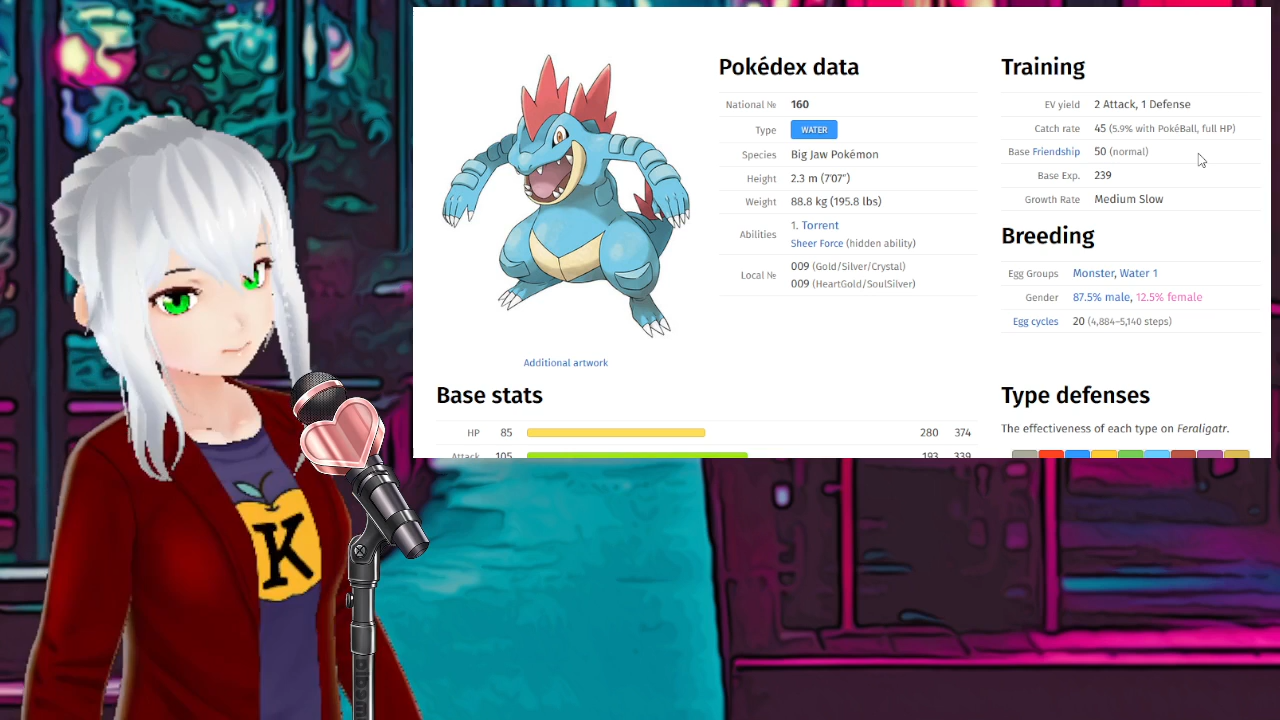 Pokédex data
National № 160
Type WATER
Species Big Jaw Pokémon
Height 2.3 m (7′07″)
Weight 88.8 kg (195.8 lbs)
Abilities 1. Torrent
Sheer Force (hidden ability)
Local № 009 (Gold/Silver/Crystal)
009 (HeartGold/SoulSilver)
Training
EV yield 2 Attack, 1 Defense
Catch rate 45 (5.9% with PokéBall, full HP)
Base Friendship 50 (normal)
Base Exp. 239
Growth Rate Medium Slow
Breeding
Egg Groups Monster, Water 1
Gender 87.5% male, 12.5% female
Egg cycles 20 (4,884–5,140 steps)
Additional artwork
Base stats
HP 85 280 374
Attack 105 193 339
Type defenses
The effectiveness of each type on Feraligatr.
K